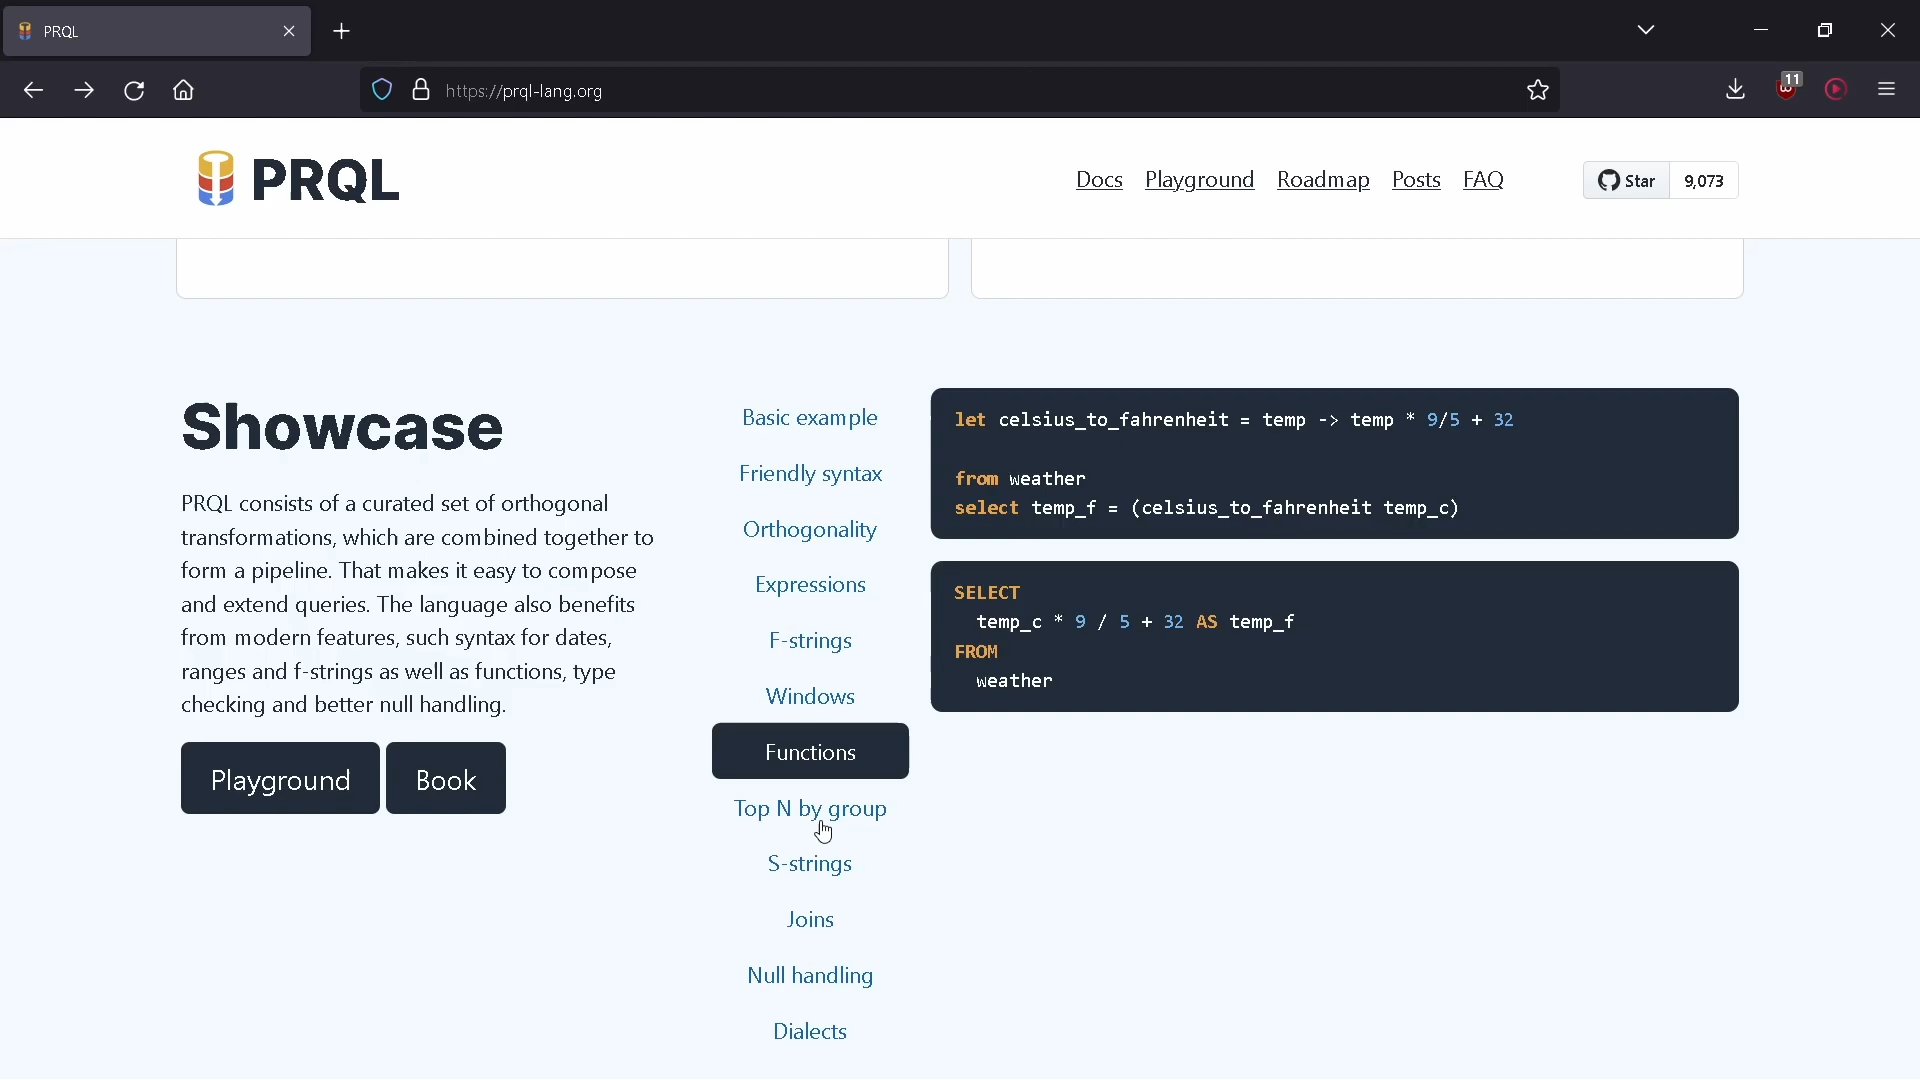 PRQL
https://prql-lang.org
11
PRQL
Docs Playground Roadmap Posts FAQ
Star 9,073
Showcase
PRQL consists of a curated set of orthogonal
transformations, which are combined together to
form a pipeline. That makes it easy to compose
and extend queries. The language also benefits
from modern features, such syntax for dates,
ranges and f-strings as well as functions, type
checking and better null handling.
Playground Book
Basic example
Friendly syntax
Orthogonality
Expressions
F-strings
Windows
Functions
Top N by group
S-strings
Joins
Null handling
Dialects
let celsius_to_fahrenheit = temp -> temp * 9/5 + 32
from weather
select temp_f = (celsius_to_fahrenheit temp_c)
SELECT
temp_c * 9 / 5 + 32 AS temp_f
FROM
weather